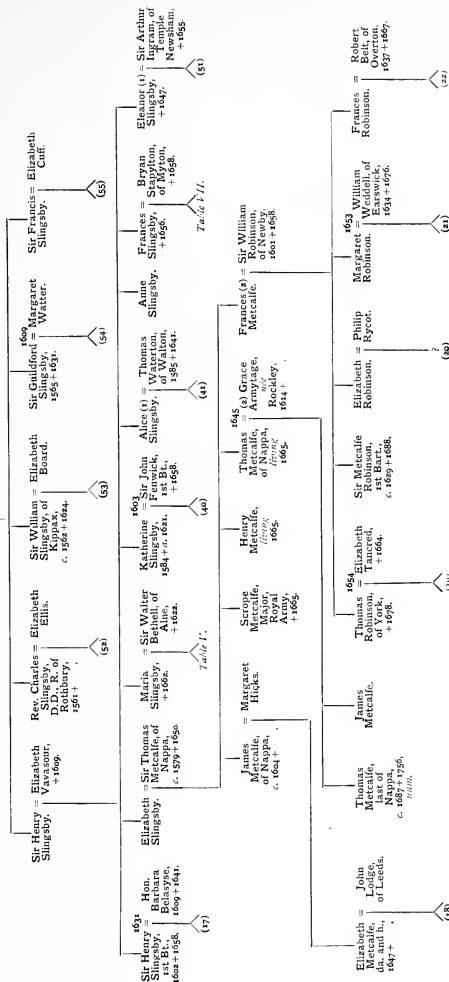 Sir Henry = Elizabeth
Slingsby. Vavasour,
+1609.
Rev. Charles = Elizabeth
Slingsby, Ellis.
D.D., R. of
Rothbury,
1561+
(52)
Sir William = Elizabeth
Slingsby, of Board.
Kippax,
c. 1562+1624.
(53)
1609
Sir Guildford = Margaret
Slingsby, Watter.
1565+1631.
(54)
Sir Francis = Elizabeth
Slingsby. Cuff.
(55)
1631
Sir Henry = Hon.
Slingsby, Barbara
1st Bt., Belasyse,
1602+1658. 1609+1641.
(17)
Elizabeth = Sir Thomas
Slingsby. Metcalfe, of
Nappa,
c. 1579+1650.
Maria = Sir Walter
Slingsby, Bethell, of
+1662. Alne,
+1622.
Table V.
1603
Katherine = Sir John
Slingsby, Fenwick,
1584+a. 1621. 1st Bt.,
+1658.
(40)
Alice (1) = Thomas
Slingsby. Waterton,
of Walton,
1585+1641.
(41)
Anne
Slingsby.
Frances = Bryan
Slingsby, Stapylton,
+1656. of Myton,
+1658.
Table VII.
Eleanor (1) = Sir Arthur
Slingsby, Ingram, of
+1647. Temple
Newsham,
+1655.
(51)
James = Margaret
Metcalfe, Hicks.
of Nappa,
c. 1604+
Scrope
Metcalfe,
Major,
Royal
Army,
+1665.
Henry
Metcalfe,
living
1665.
1645
Thomas = (2) Grace
Metcalfe, Armytage,
of Nappa, née
living Rockley,
1665. 1614+
Frances (2) = Sir William
Metcalfe. Robinson,
of Newby,
1601+1658.
Elizabeth = John
Metcalfe, Lodge,
da. and h., of Leeds.
1647+
(18)
Thomas
Metcalfe,
last of
Nappa,
c. 1687+1756,
unm.
James
Metcalfe.
1654
Thomas = Elizabeth
Robinson, Tancred,
of York, +1664.
+1678.
Sir Metcalfe
Robinson,
1st Bart.,
c. 1629+1688.
Elizabeth = Philip
Robinson. Rycot.
?
(20)
1653
Margaret = William
Robinson. Weddell, of
Earswick,
1634+1676.
(21)
Frances = Robert
Robinson. Belt, of
Overton,
1637+1667.
(22)